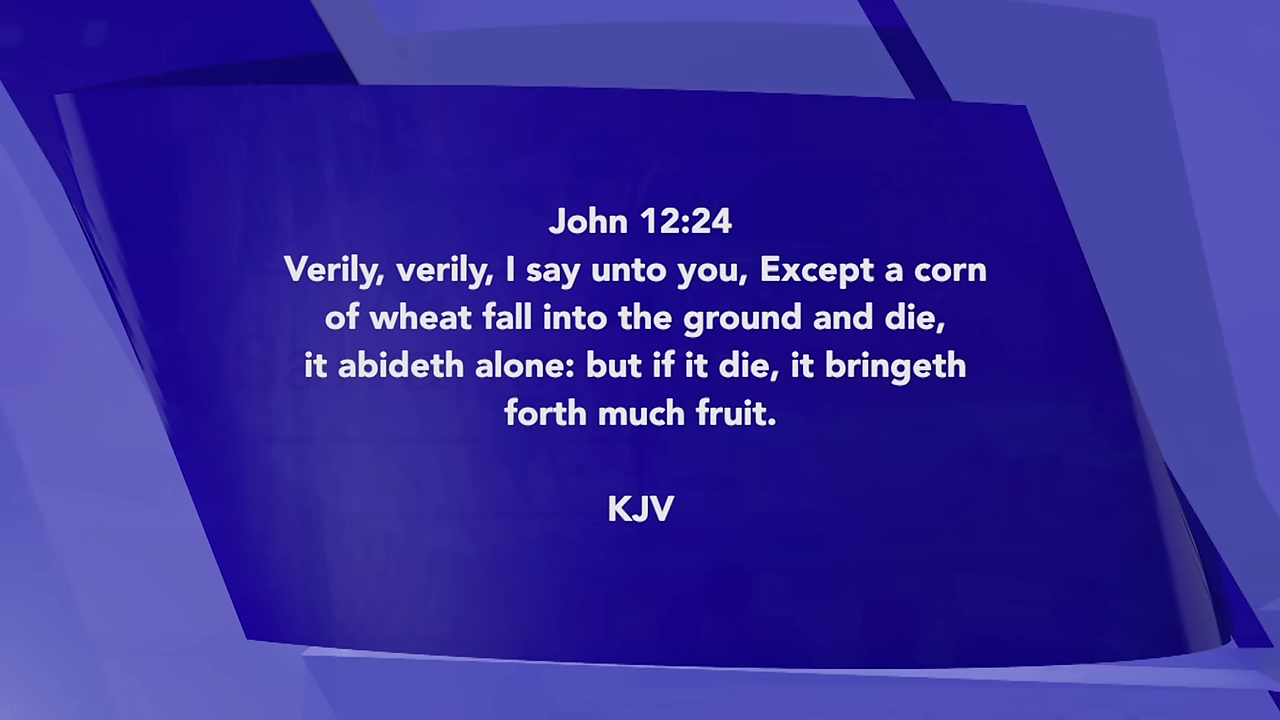 John 12:24
Verily, verily, I say unto you, Except a corn
of wheat fall into the ground and die,
it abideth alone: but if it die, it bringeth
forth much fruit.
KJV